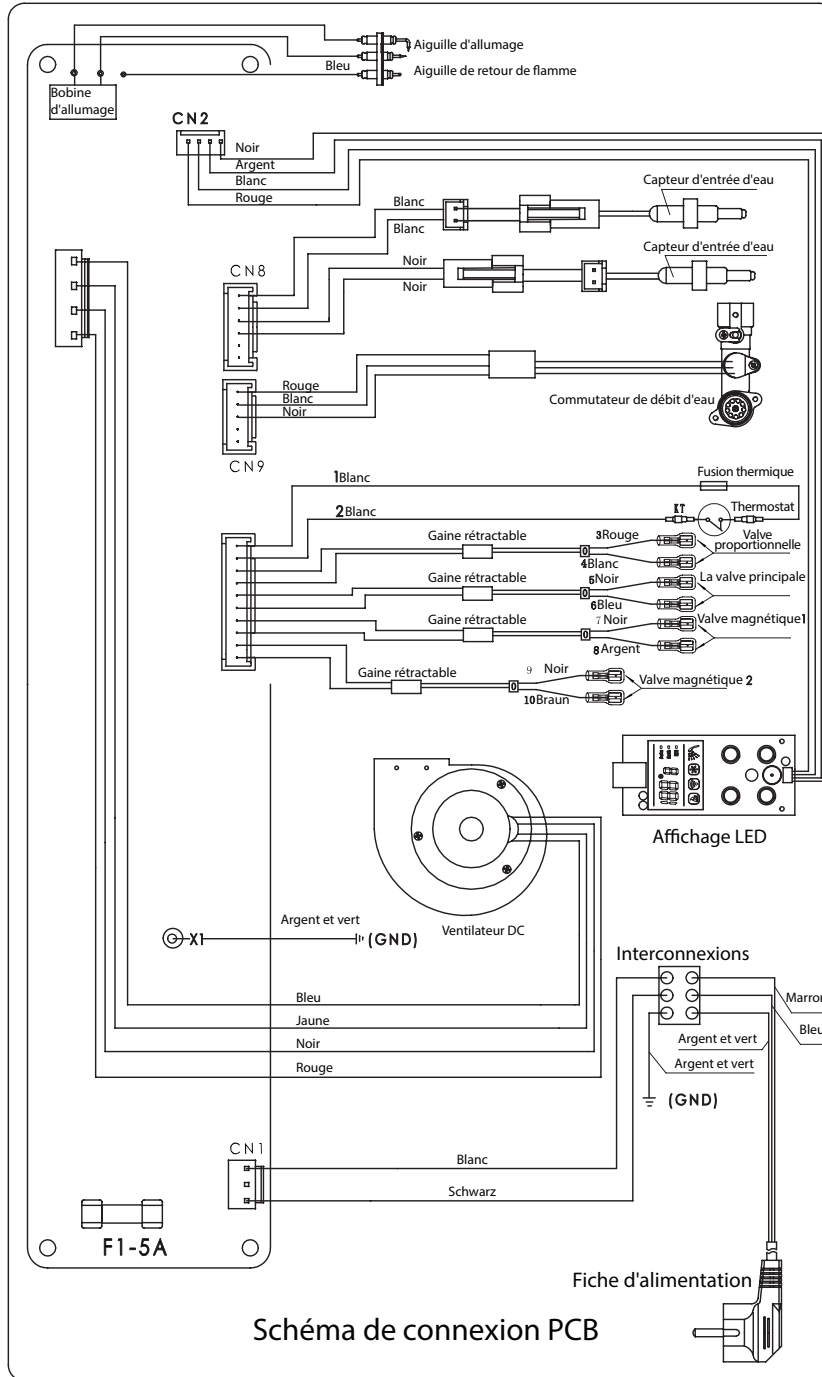 Aiguille d'allumage
Bleu
Aiguille de retour de flamme
Bobine
d'allumage
CN2
Noir
Argent
Blanc
Rouge
Capteur d'entrée d'eau
Blanc
Blanc
CN8
Capteur d'entrée d'eau
Noir
Noir
Rouge
Blanc
Noir
Commutateur de débit d'eau
CN9
1Blanc
Fusion thermique
2Blanc
KT
Thermostat
Gaine rétractable
3Rouge
Valve
proportionnelle
4Blanc
Gaine rétractable
5Noir
La valve principale
6Bleu
Gaine rétractable
7 Noir
Valve magnétique1
8Argent
Gaine rétractable
9 Noir
Valve magnétique 2
10Braun
Affichage LED
Ventilateur DC
X1
Argent et vert
(GND)
Interconnexions
Bleu
Marron
Jaune
Bleu
Noir
Argent et vert
Rouge
Argent et vert
(GND)
CN1
Blanc
Schwarz
F1-5A
Fiche d'alimentation
Schéma de connexion PCB